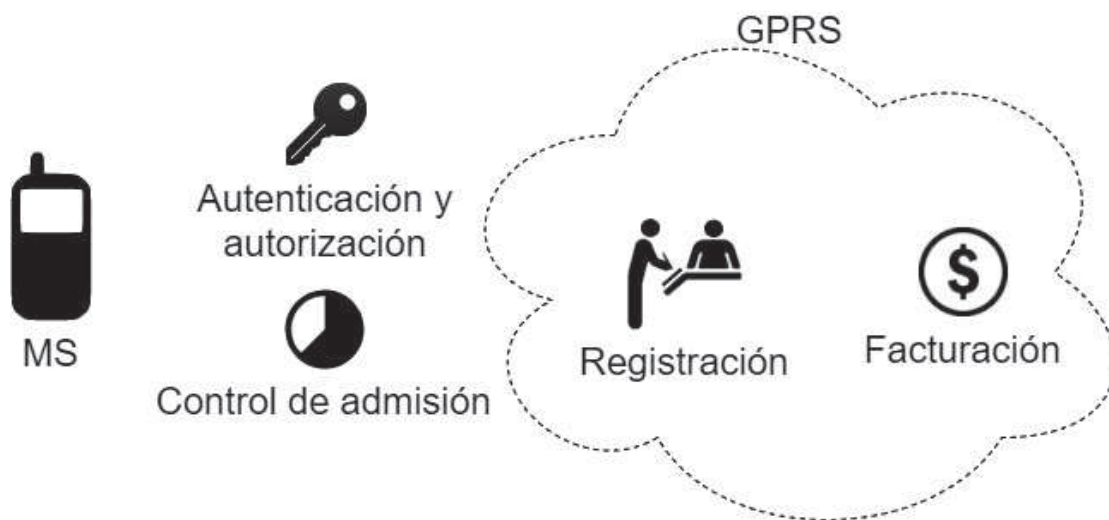 GPRS
Autenticación y
autorización
MS
Control de admisión
Registración
$
Facturación